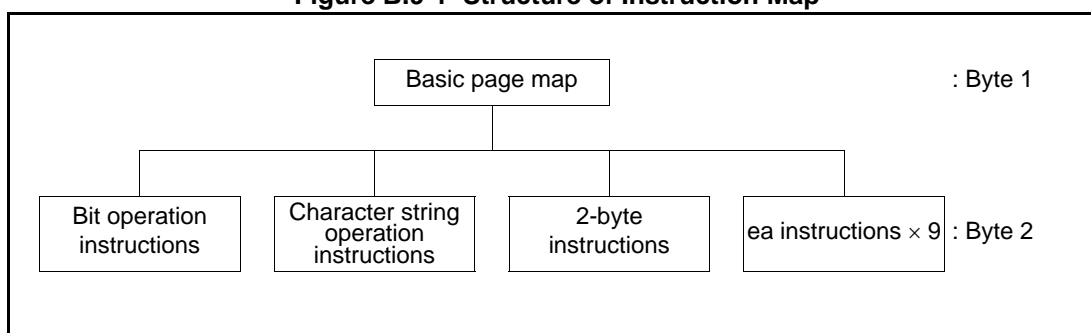 Figure B.9-1 Structure of Instruction Map
Basic page map
: Byte 1
Bit operation
instructions
Character string
operation
instructions
2-byte
instructions
ea instructions × 9
: Byte 2